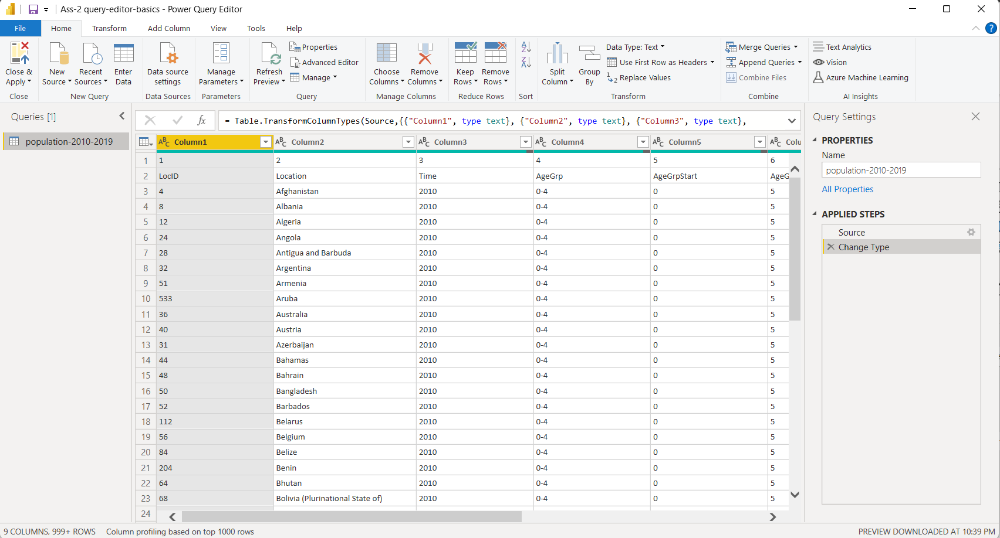 Ass-2 query-editor-basics - Power Query Editor
File Home Transform Add Column View Tools Help
Close & Apply
New Source
Recent Sources
Enter Data
Data source settings
Manage Parameters
Refresh Preview
Properties
Advanced Editor
Manage
Choose Columns
Remove Columns
Keep Rows
Remove Rows
Split Column
Group By
Data Type: Text
Use First Row as Headers
Replace Values
Merge Queries
Append Queries
Combine Files
Text Analytics
Vision
Azure Machine Learning
Close New Query Data Sources Parameters Query Manage Columns Reduce Rows Sort Transform Combine AI Insights
Queries [1]
population-2010-2019
fx = Table.TransformColumnTypes(Source,{{"Column1", type text}, {"Column2", type text}, {"Column3", type text},
ABC Column1 ABC Column2 ABC Column3 ABC Column4 ABC Column5 ABC Colu
1 1 2 3 4 5 6
2 LocID Location Time AgeGrp AgeGrpStart AgeG
3 4 Afghanistan 2010 0-4 0 5
4 8 Albania 2010 0-4 0 5
5 12 Algeria 2010 0-4 0 5
6 24 Angola 2010 0-4 0 5
7 28 Antigua and Barbuda 2010 0-4 0 5
8 32 Argentina 2010 0-4 0 5
9 51 Armenia 2010 0-4 0 5
10 533 Aruba 2010 0-4 0 5
11 36 Australia 2010 0-4 0 5
12 40 Austria 2010 0-4 0 5
13 31 Azerbaijan 2010 0-4 0 5
14 44 Bahamas 2010 0-4 0 5
15 48 Bahrain 2010 0-4 0 5
16 50 Bangladesh 2010 0-4 0 5
17 52 Barbados 2010 0-4 0 5
18 112 Belarus 2010 0-4 0 5
19 56 Belgium 2010 0-4 0 5
20 84 Belize 2010 0-4 0 5
21 204 Benin 2010 0-4 0 5
22 64 Bhutan 2010 0-4 0 5
23 68 Bolivia (Plurinational State of) 2010 0-4 0 5
24
Query Settings
PROPERTIES
Name
population-2010-2019
All Properties
APPLIED STEPS
Source
Change Type
9 COLUMNS, 999+ ROWS Column profiling based on top 1000 rows PREVIEW DOWNLOADED AT 10:39 PM